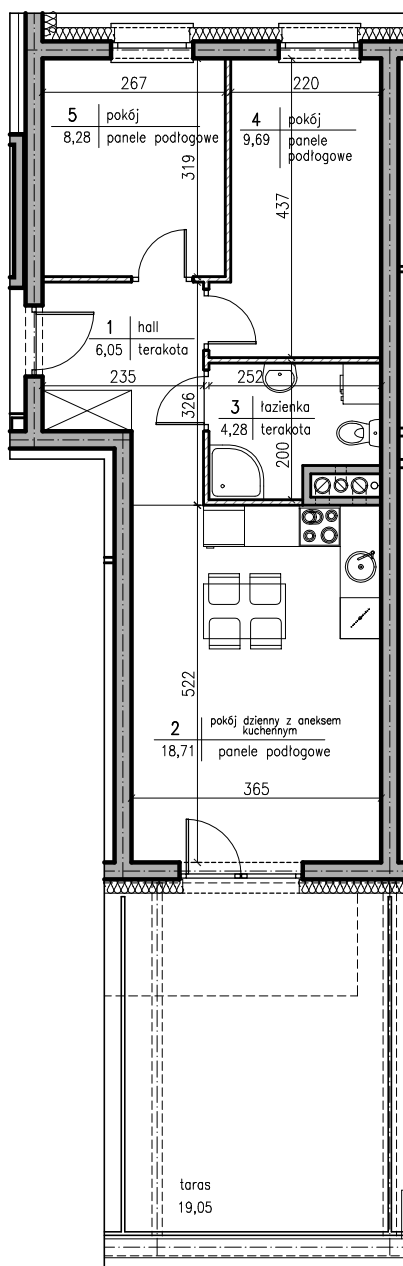 267
220
5 pokój
8,28 panele podłogowe
4 pokój
9,69 panele
podłogowe
319
437
1 hall
6,05 terakota
235
252
326
3 łazienka
4,28 terakota
200
522
2 pokój dzienny z aneksem
kuchennym
18,71 panele podłogowe
365
taras
19,05